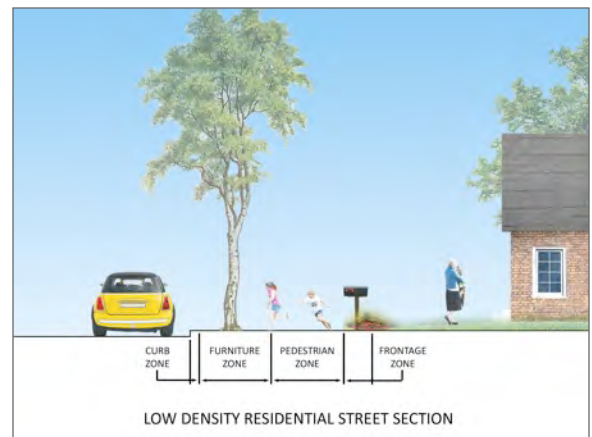 CURB FURNITURE PEDESTRIAN FRONTAGE
ZONE ZONE ZONE ZONE
LOW DENSITY RESIDENTIAL STREET SECTION